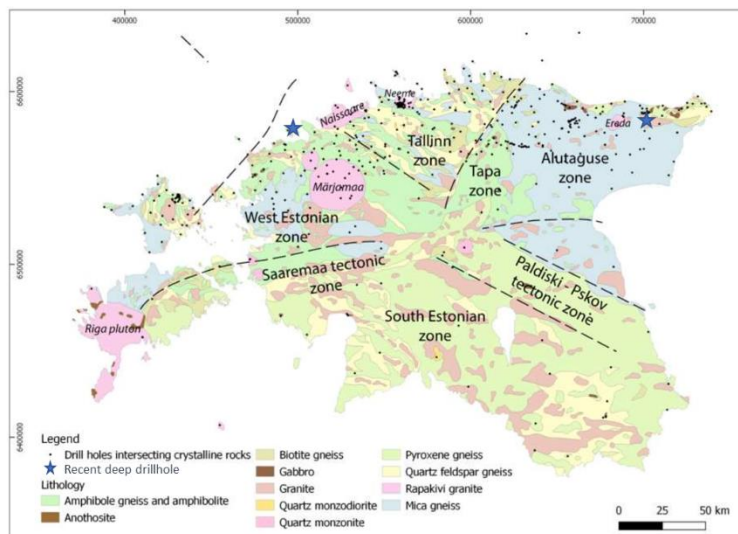 400000
500000
600000
700000
6600000
6500000
6400000
Neeme
Naissaare
Ereda
Tallinn
zone
Alutaguse
zone
Tapa
zone
Märjamaa
West Estonian
zone
Saaremaa tectonic
zone
Paldiski - Pskov
tectonic zone
South Estonian
zone
Riga pluton
Legend
Drill holes intersecting crystalline rocks
Recent deep drillhole
Lithology
Amphibole gneiss and amphibolite
Anothosite
Biotite gneiss
Gabbro
Granite
Quartz monzodiorite
Quartz monzonite
Pyroxene gneiss
Quartz feldspar gneiss
Rapakivi granite
Mica gneiss
0
25
50 km